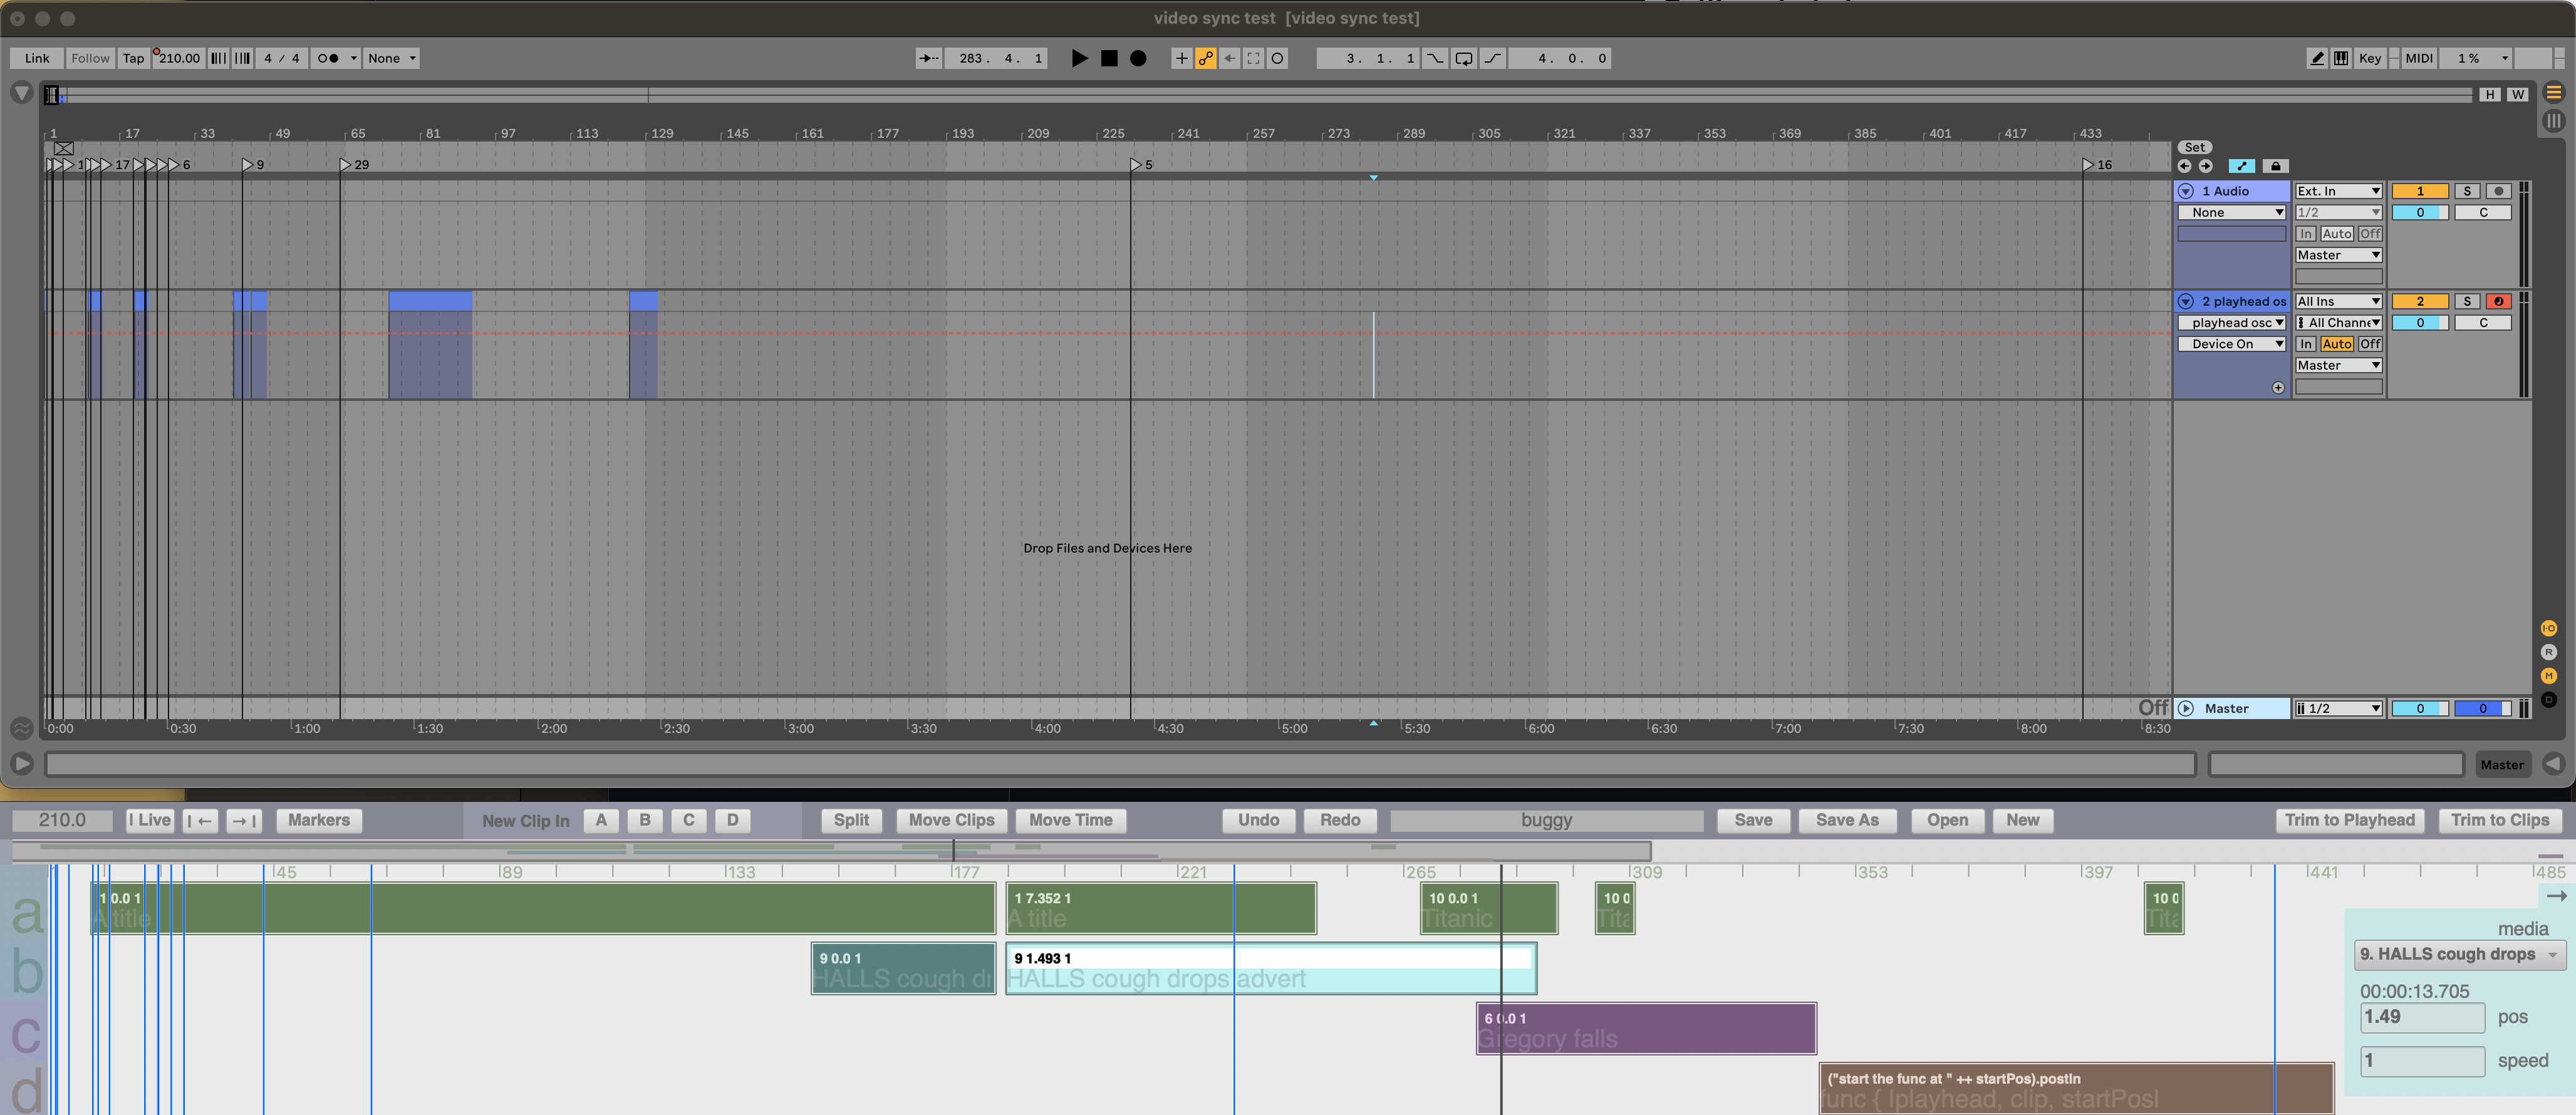 video sync test [video sync test]
Link Follow Tap 210.00 4 / 4 None 283. 4. 1 3. 1. 1 4. 0. 0 Key MIDI 1 %
H W
1 17 33 49 65 81 97 113 129 145 161 177 193 209 225 241 257 273 289 305 321 337 353 369 385 401 417 433
Set
1 17 6 9 29 5 16
1 Audio Ext. In 1 S
None 1/2 0 C
In Auto Off
Master
2 playhead os All Ins 2 S
playhead osc All Channe 0 C
Device On In Auto Off
Master
Drop Files and Devices Here
R
M
D
Off Master 1/2 0 0
0:00 0:30 1:00 1:30 2:00 2:30 3:00 3:30 4:00 4:30 5:00 5:30 6:00 6:30 7:00 7:30 8:00 8:30
Master
210.0 | Live |← →| Markers New Clip In A B C D Split Move Clips Move Time Undo Redo buggy Save Save As Open New Trim to Playhead Trim to Clips
45 89 133 177 221 265 309 353 397 441 485
a
1 0.0 1
A title
1 7.352 1
A title
10 0.0 1
Titanic
10 0
Tita
10 0
Tita
→
b
9 0.0 1
HALLS cough dr
9 1.493 1
HALLS cough drops advert
c
6 0.0 1
Gregory falls
d
("start the func at " ++ startPos).postln
func { |playhead, clip, startPos|
media
9. HALLS cough drops
00:00:13.705
1.49 pos
1 speed